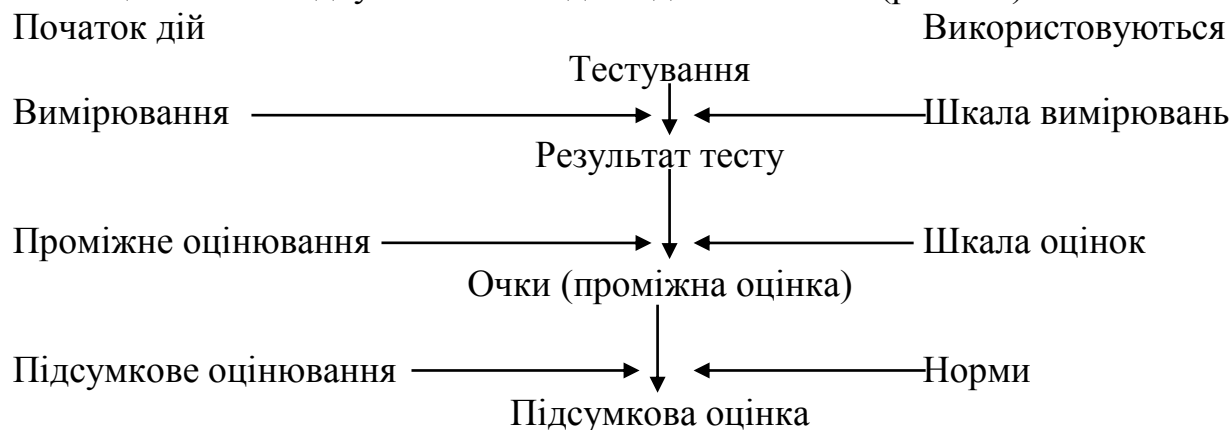 Початок дій Використовуються
Тестування
Вимірювання Шкала вимірювань
Результат тесту
Проміжне оцінювання Шкала оцінок
Очки (проміжна оцінка)
Підсумкове оцінювання Норми
Підсумкова оцінка